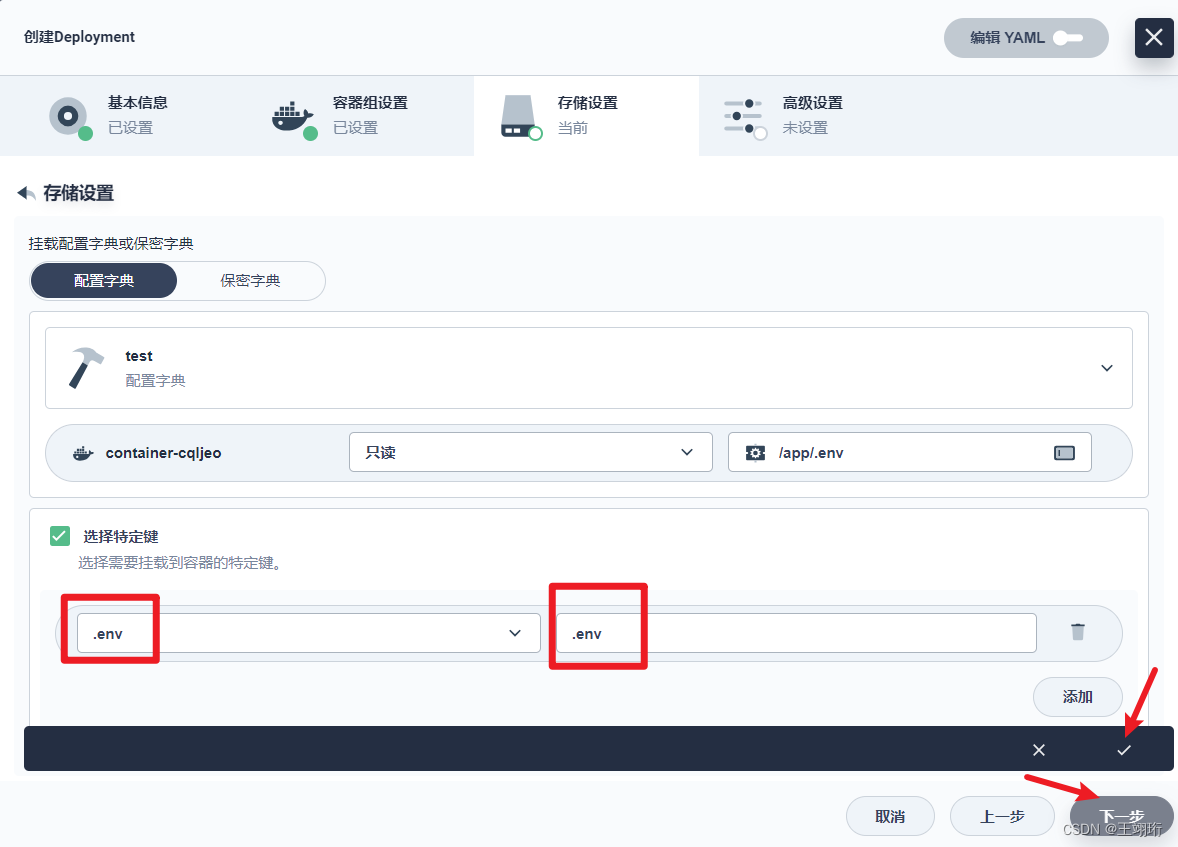 创建Deployment
编辑 YAML
基本信息
已设置
容器组设置
已设置
存储设置
当前
高级设置
未设置
存储设置
挂载配置字典或保密字典
配置字典
保密字典
test
配置字典
container-cqljeo
只读
/app/.env
选择特定键
选择需要挂载到容器的特定键。
.env
.env
添加
取消
上一步
下一步
CSDN @王翊珩